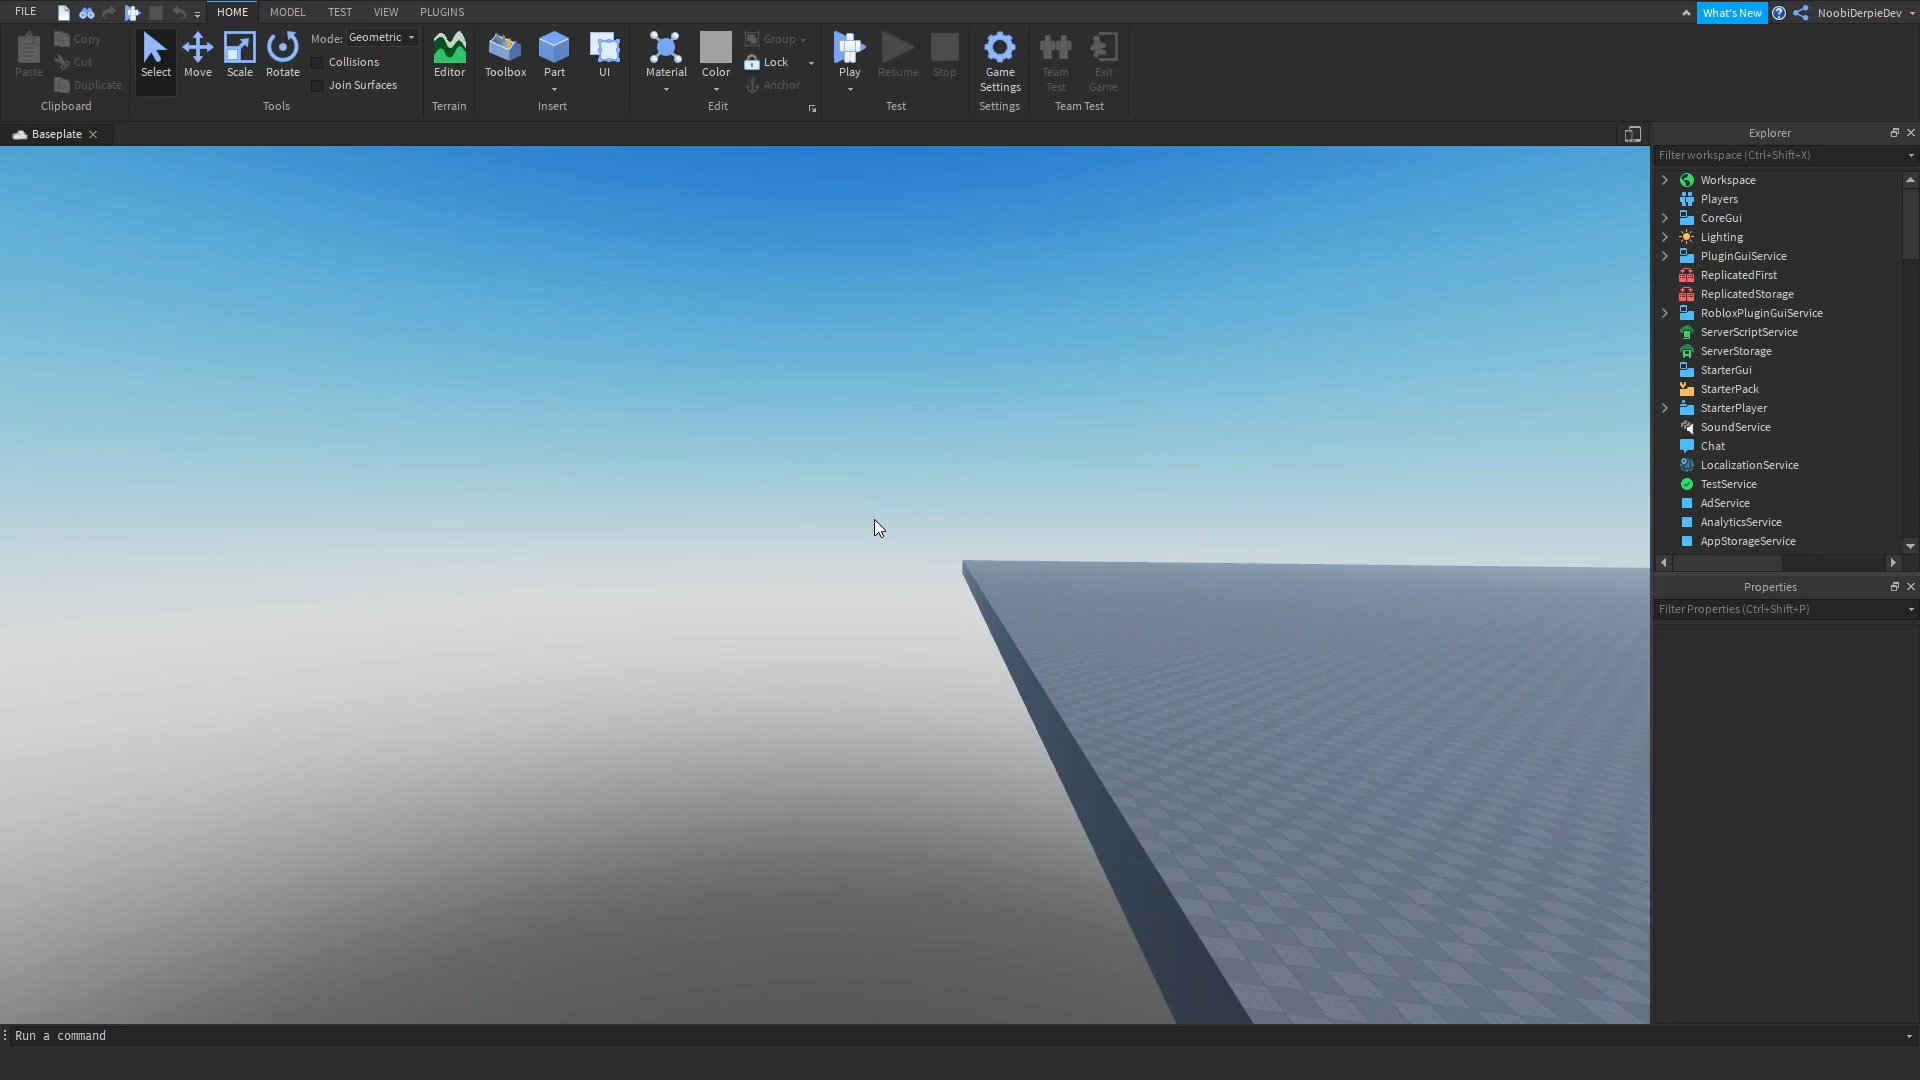 FILE HOME MODEL TEST VIEW PLUGINS What's New NoobiDerpieDev
Paste Copy Cut Duplicate Clipboard
Select Move Scale Rotate Mode: Geometric Collisions Join Surfaces Tools
Editor Terrain
Toolbox Part UI Insert
Material Color Group Lock Anchor Edit
Play Resume Stop Test
Game Settings Settings
Team Test Exit Game Team Test
Baseplate
Explorer
Filter workspace (Ctrl+Shift+X)
Workspace
Players
CoreGui
Lighting
PluginGuiService
ReplicatedFirst
ReplicatedStorage
RobloxPluginGuiService
ServerScriptService
ServerStorage
StarterGui
StarterPack
StarterPlayer
SoundService
Chat
LocalizationService
TestService
AdService
AnalyticsService
AppStorageService
Properties
Filter Properties (Ctrl+Shift+P)
Run a command